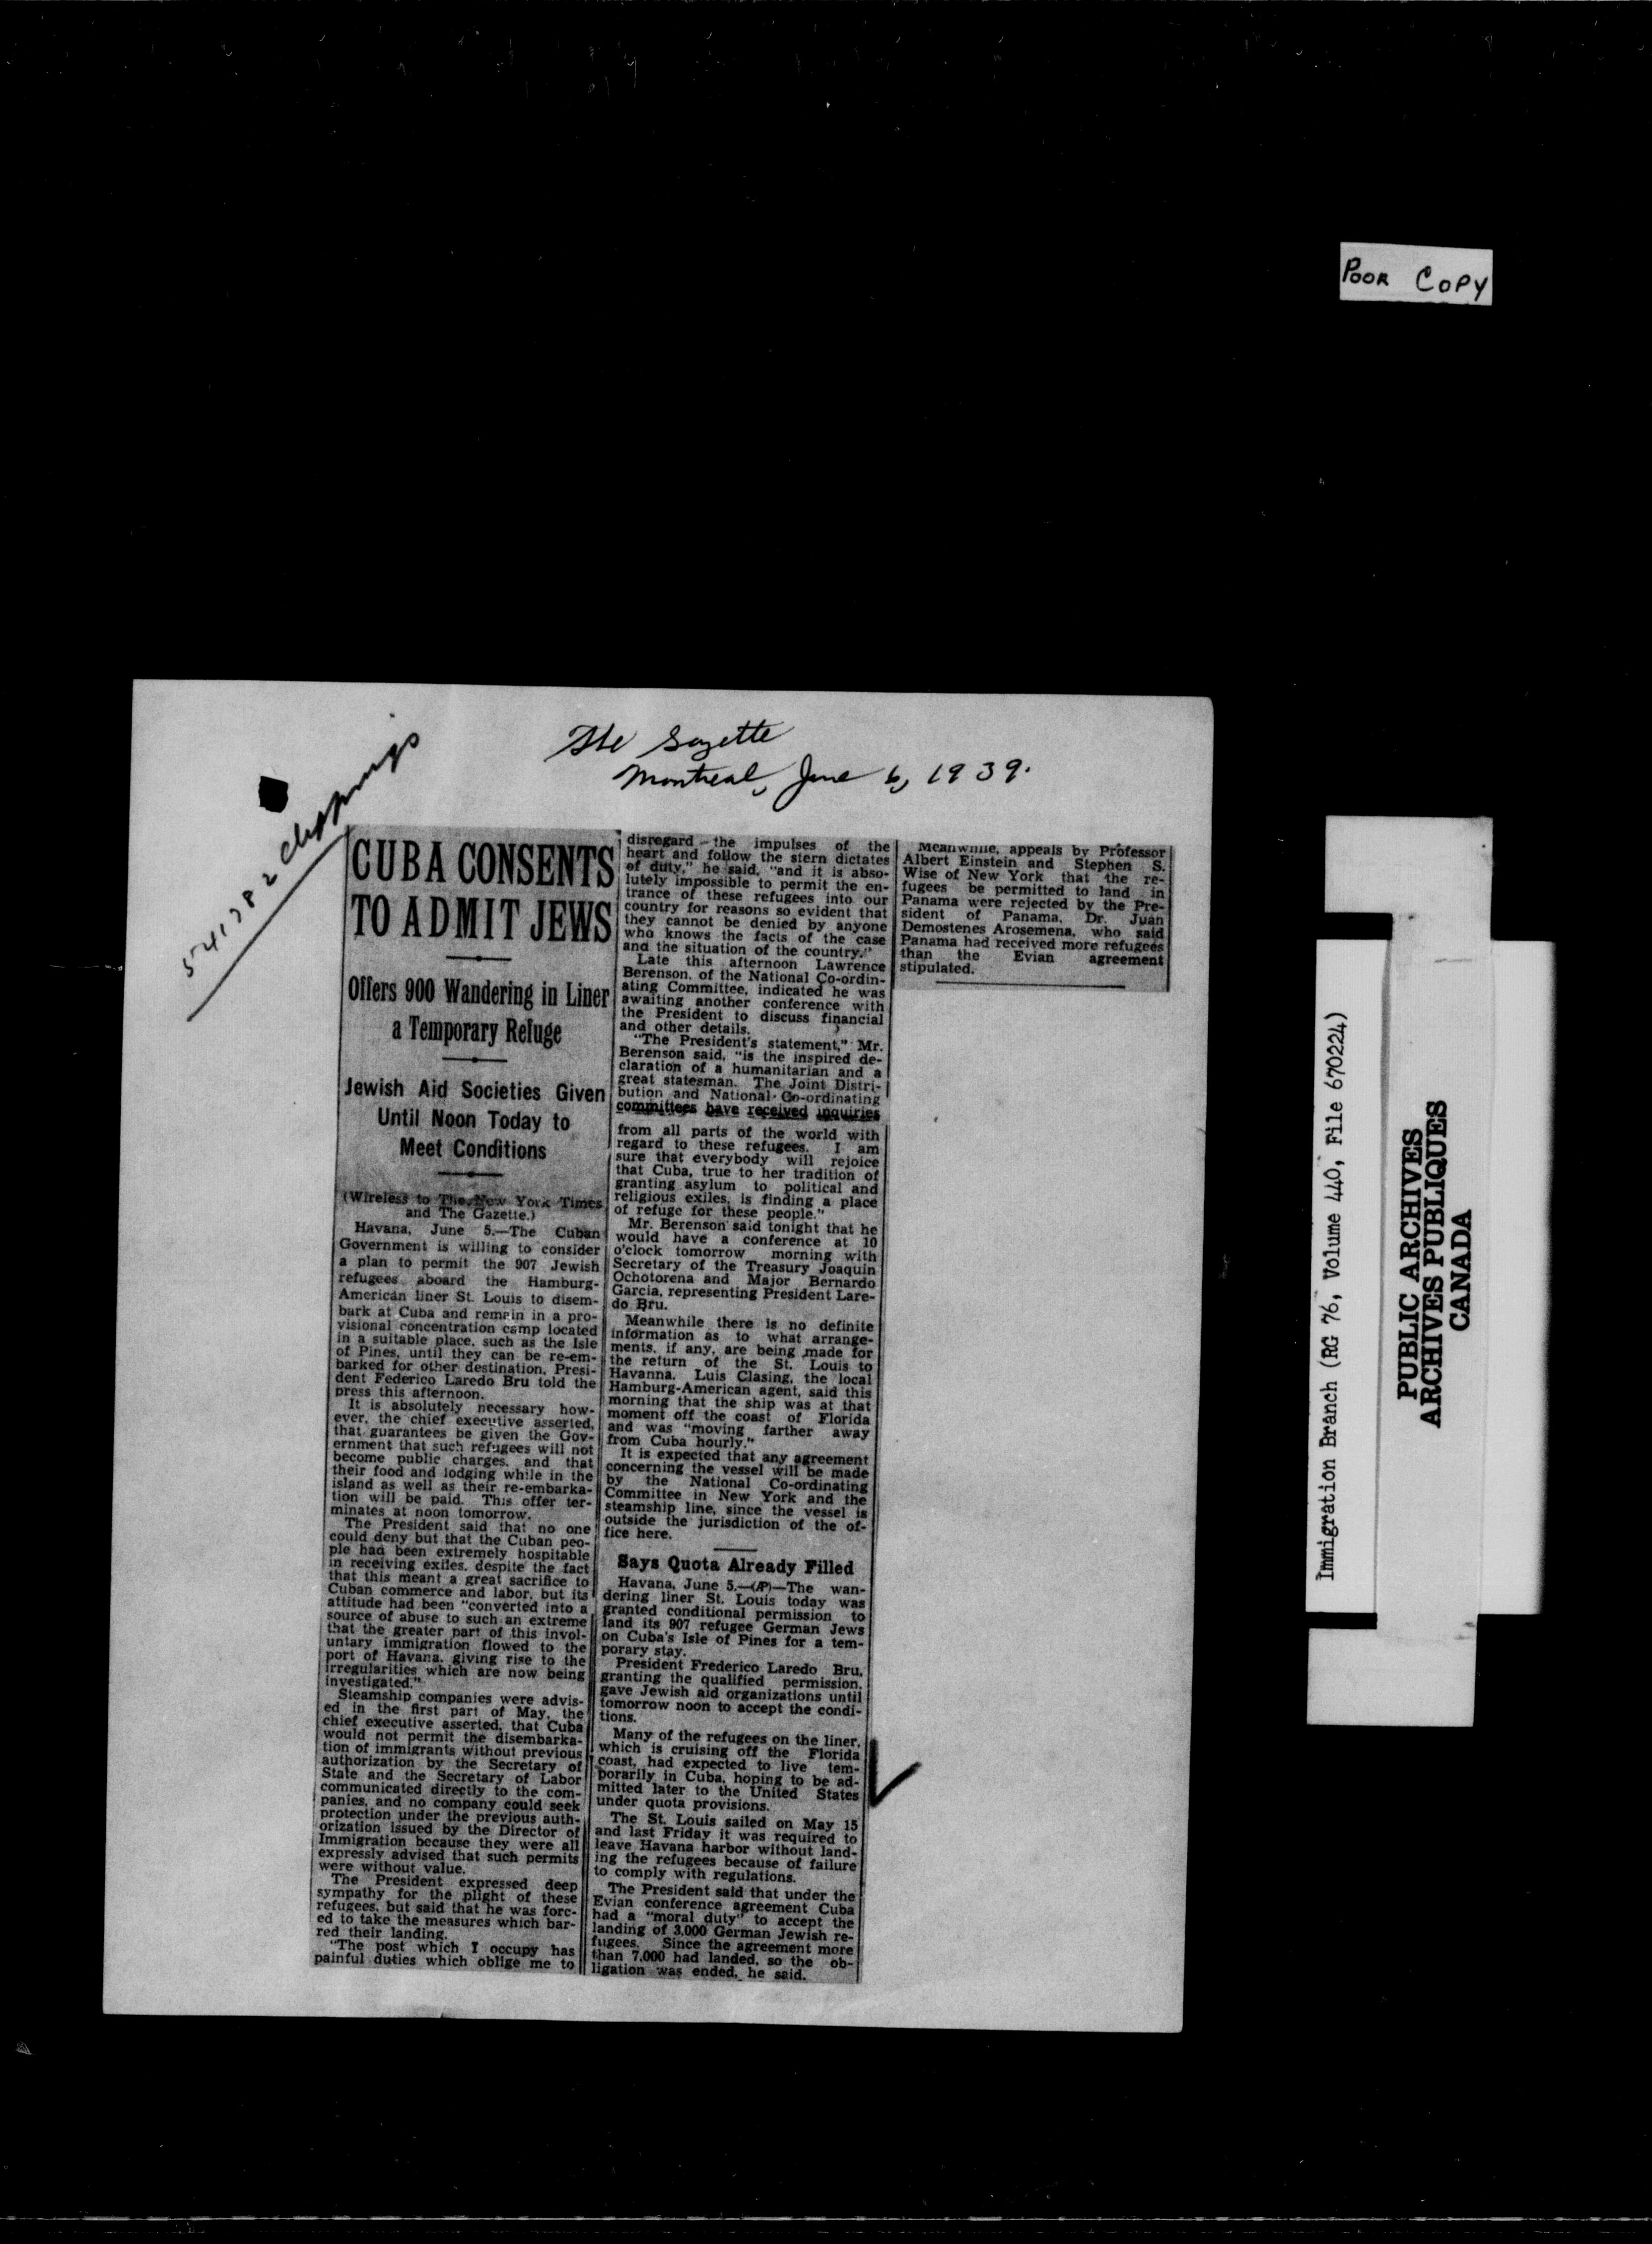 POOR COPY
The Gazette
Montreal, June 6, 1939.
541782 clippings
CUBA CONSENTS
TO ADMIT JEWS
Offers 900 Wandering in Liner
a Temporary Refuge
Jewish Aid Societies Given
Until Noon Today to
Meet Conditions
(Wireless to The New York Times
and The Gazette.)
Havana, June 5.—The Cuban
Government is willing to consider
a plan to permit the 907 Jewish
refugees aboard the Hamburg-
American liner St. Louis to disem-
bark at Cuba and remain in a pro-
visional concentration camp located
in a suitable place, such as the Isle
of Pines, until they can be re-em-
barked for other destination, Presi-
dent Federico Laredo Bru told the
press this afternoon.
It is absolutely necessary how-
ever, the chief executive asserted,
that guarantees be given the Gov-
ernment that such refugees will not
become public charges, and that
their food and lodging while in the
island as well as their re-embarka-
tion will be paid. This offer ter-
minates at noon tomorrow.
The President said that no one
could deny but that the Cuban peo-
ple had been extremely hospitable
in receiving exiles, despite the fact
that this meant a great sacrifice to
Cuban commerce and labor, but its
attitude had been "converted into a
source of abuse to such an extreme
that the greater part of this invol-
untary immigration flowed to the
port of Havana, giving rise to the
irregularities which are now being
investigated."
Steamship companies were advis-
ed in the first part of May, the
chief executive asserted, that Cuba
would not permit the disembarka-
tion of immigrants without previous
authorization by the Secretary of
State and the Secretary of Labor
communicated directly to the com-
panies, and no company could seek
protection under the previous auth-
orization issued by the Director of
Immigration because they were all
expressly advised that such permits
were without value.
The President expressed deep
sympathy for the plight of these
refugees, but said that he was forc-
ed to take the measures which bar-
red their landing.
"The post which I occupy has
painful duties which oblige me to
disregard the impulses of the
heart and follow the stern dictates
of duty," he said, "and it is abso-
lutely impossible to permit the en-
trance of these refugees into our
country for reasons so evident that
they cannot be denied by anyone
who knows the facts of the case
and the situation of the country."
Late this afternoon Lawrence
Berenson, of the National Co-ordin-
ating Committee, indicated he was
awaiting another conference with
the President to discuss financial
and other details.
"The President's statement," Mr.
Berenson said, "is the inspired de-
claration of a humanitarian and a
great statesman. The Joint Distri-
bution and National Co-ordinating
committees have received inquiries
from all parts of the world with
regard to these refugees. I am
sure that everybody will rejoice
that Cuba, true to her tradition of
granting asylum to political and
religious exiles, is finding a place
of refuge for these people."
Mr. Berenson said tonight that he
would have a conference at 10
o'clock tomorrow morning with
Secretary of the Treasury Joaquin
Ochotorena and Major Bernardo
Garcia, representing President Lare-
do Bru.
Meanwhile there is no definite
information as to what arrange-
ments, if any, are being made for
the return of the St. Louis to
Havanna. Luis Clasing, the local
Hamburg-American agent, said this
morning that the ship was at that
moment off the coast of Florida
and was "moving farther away
from Cuba hourly."
It is expected that any agreement
concerning the vessel will be made
by the National Co-ordinating
Committee in New York and the
steamship line, since the vessel is
outside the jurisdiction of the of-
fice here.
Says Quota Already Filled
Havana, June 5.—(AP)—The wan-
dering liner St. Louis today was
granted conditional permission to
land its 907 refugee German Jews
on Cuba's Isle of Pines for a tem-
porary stay.
President Frederico Laredo Bru,
granting the qualified permission,
gave Jewish aid organizations until
tomorrow noon to accept the condi-
tions.
Many of the refugees on the liner,
which is cruising off the Florida
coast, had expected to live tem-
porarily in Cuba, hoping to be ad-
mitted later to the United States
under quota provisions.
The St. Louis sailed on May 15
and last Friday it was required to
leave Havana harbor without land-
ing the refugees because of failure
to comply with regulations.
The President said that under the
Evian conference agreement Cuba
had a "moral duty" to accept the
landing of 3,000 German Jewish re-
fugees. Since the agreement more
than 7,000 had landed, so the ob-
ligation was ended, he said.
Meanwhile, appeals by Professor
Albert Einstein and Stephen S.
Wise of New York that the re-
fugees be permitted to land in
Panama were rejected by the Pre-
sident of Panama, Dr. Juan
Demostenes Arosemena, who said
Panama had received more refugees
than the Evian agreement
stipulated.
Immigration Branch (RG 76, Volume 440, File 670224)
PUBLIC ARCHIVES
ARCHIVES PUBLIQUES
CANADA